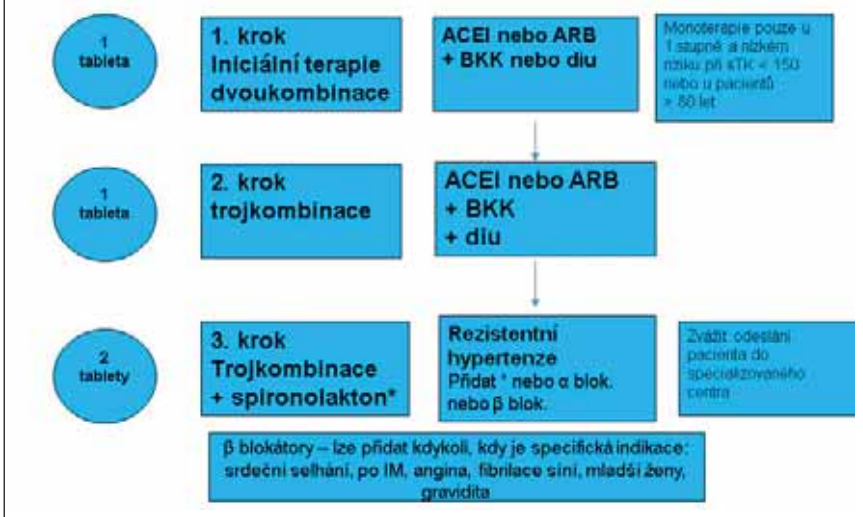 1
tableta
1. krok
Iniciální terapie
dvoukombinace
ACEI nebo ARB
+ BKK nebo diu
Monoterapie pouze u
1 stupně a nízkém
riziku při sTK < 150
nebo u pacientů
> 80 let
1
tableta
2. krok
trojkombinace
ACEI nebo ARB
+ BKK
+ diu
2
tablety
3. krok
Trojkombinace
+ spironolakton*
Rezistentní
hypertenze
Přidat * nebo α blok.
nebo β blok.
Zvážit odeslání
pacienta do
specializovaného
centra
β blokátory – lze přidat kdykoli, kdy je specifická indikace:
srdeční selhání, po IM, angina, fibrilace síní, mladší ženy,
gravidita